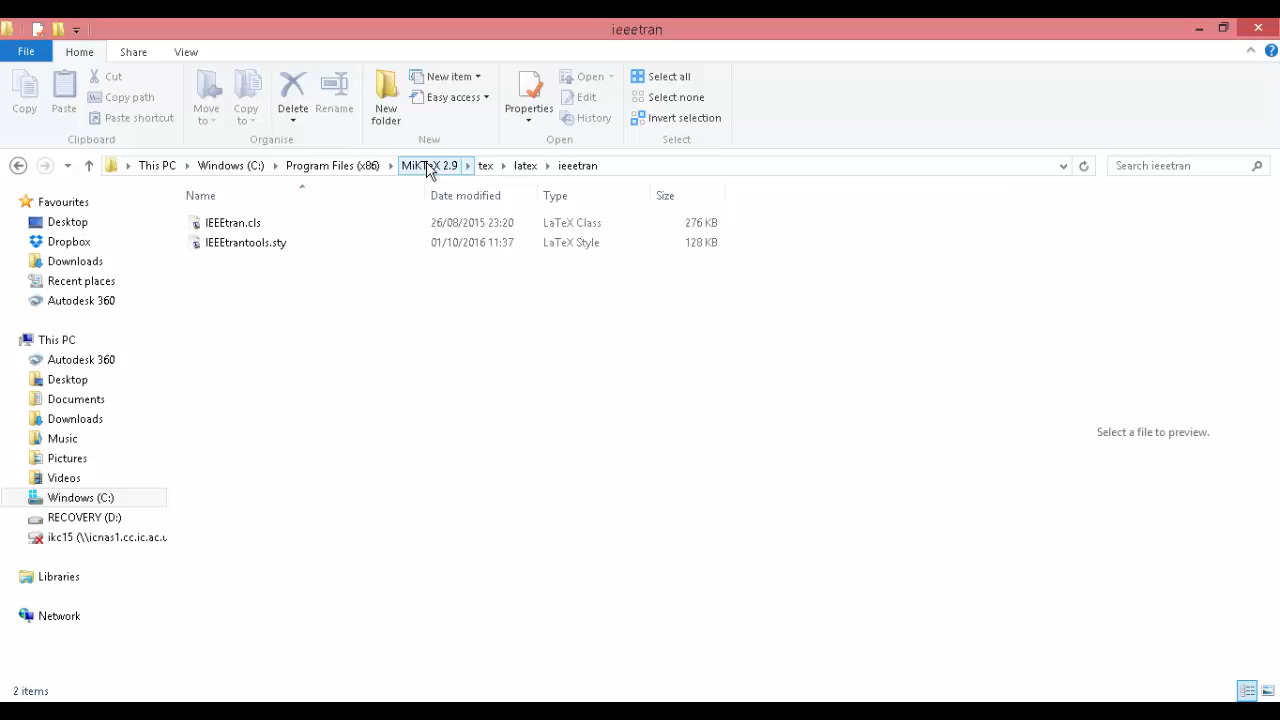 ieeetran
File Home Share View
Copy Paste Cut Copy path Paste shortcut Move to Copy to Delete Rename New folder New item Easy access Properties Open Edit History Select all Select none Invert selection
Clipboard Organise New Open Select
This PC Windows (C:) Program Files (x86) MiKTeX 2.9 tex latex ieeetran Search ieeetran
Name Date modified Type Size
IEEEtran.cls 26/08/2015 23:20 LaTeX Class 276 KB
IEEEtrantools.sty 01/10/2016 11:37 LaTeX Style 128 KB
Favourites
Desktop
Dropbox
Downloads
Recent places
Autodesk 360
This PC
Autodesk 360
Desktop
Documents
Downloads
Music
Pictures
Videos
Windows (C:)
RECOVERY (D:)
ikc15 (\\icnas1.cc.ic.ac.u
Libraries
Network
Select a file to preview.
2 items